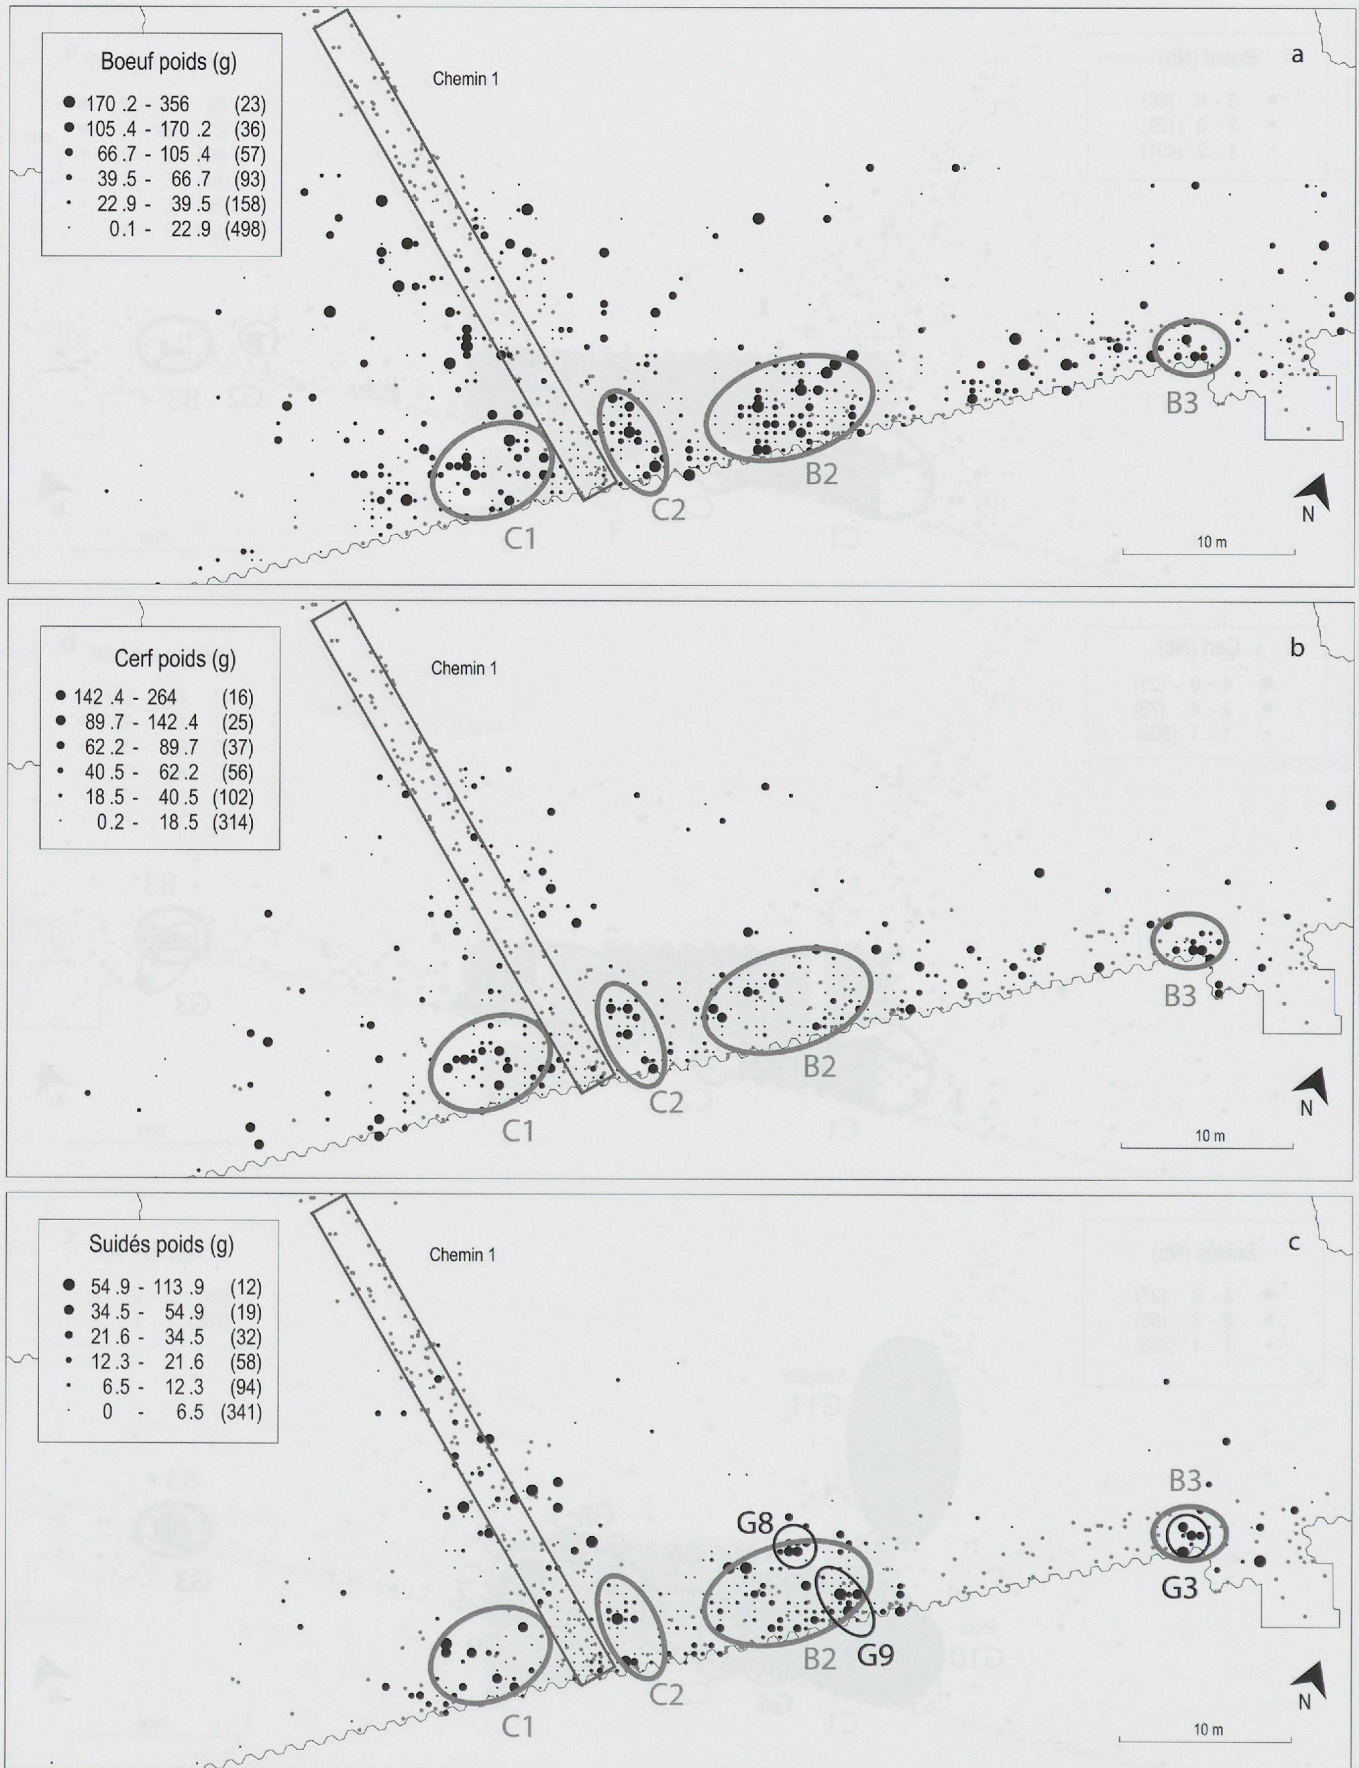 a
Boeuf poids (g)
170 .2 - 356 (23)
105 .4 - 170 .2 (36)
66 .7 - 105 .4 (57)
39 .5 - 66 .7 (93)
22 .9 - 39 .5 (158)
0 .1 - 22 .9 (498)
Chemin 1
B3
B2
C2
C1
N
10 m
b
Cerf poids (g)
142 .4 - 264 (16)
89 .7 - 142 .4 (25)
62 .2 - 89 .7 (37)
40 .5 - 62 .2 (56)
18 .5 - 40 .5 (102)
0 .2 - 18 .5 (314)
Chemin 1
B3
B2
C2
C1
N
10 m
c
Suidés poids (g)
54 .9 - 113 .9 (12)
34 .5 - 54 .9 (19)
21 .6 - 34 .5 (32)
12 .3 - 21 .6 (58)
6 .5 - 12 .3 (94)
0 - 6 .5 (341)
Chemin 1
B3
G8
G3
B2
G9
C2
C1
N
10 m